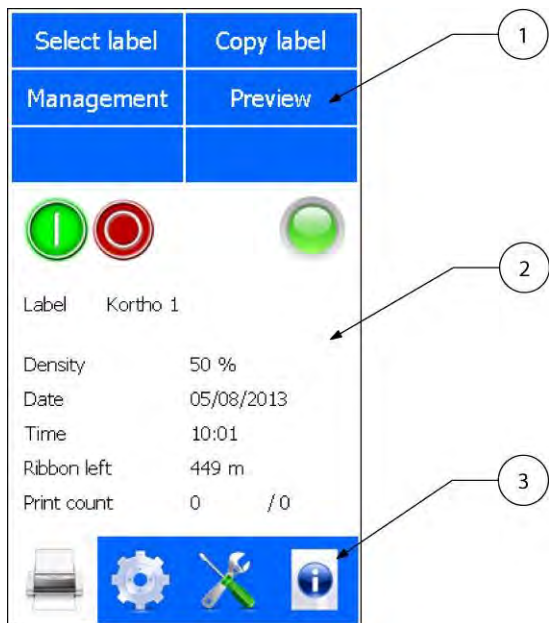 Select label Copy label
1
Management Preview
2
Label Kortho 1
Density 50 %
Date 05/08/2013
Time 10:01
Ribbon left 449 m
3
Print count 0 / 0